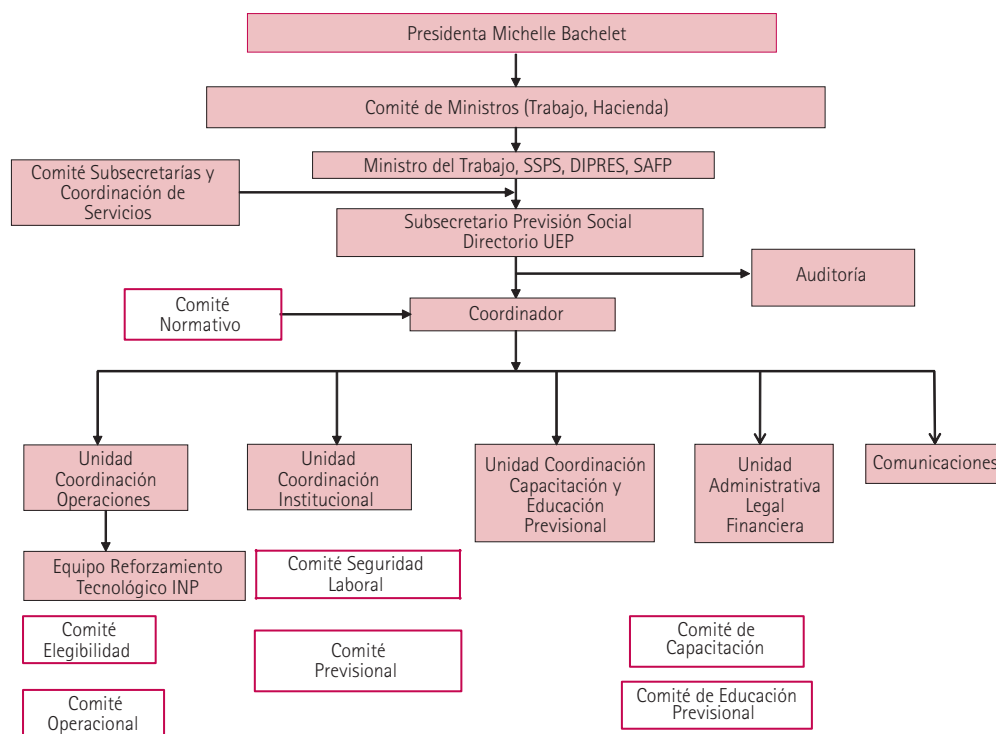 Presidenta Michelle Bachelet
Comité de Ministros (Trabajo, Hacienda)
Ministro del Trabajo, SSPS, DIPRES, SAFP
Comité Subsecretarías y
Coordinación de
Servicios
Subsecretario Previsión Social
Directorio UEP
Auditoría
Comité
Normativo
Coordinador
Unidad
Coordinación
Operaciones
Unidad
Coordinación
Institucional
Unidad Coordinación
Capacitación y
Educación
Previsional
Unidad
Administrativa
Legal
Financiera
Comunicaciones
Equipo Reforzamiento
Tecnológico INP
Comité Seguridad
Laboral
Comité
Elegibilidad
Comité
Previsional
Comité de
Capacitación
Comité
Operacional
Comité de Educación
Previsional